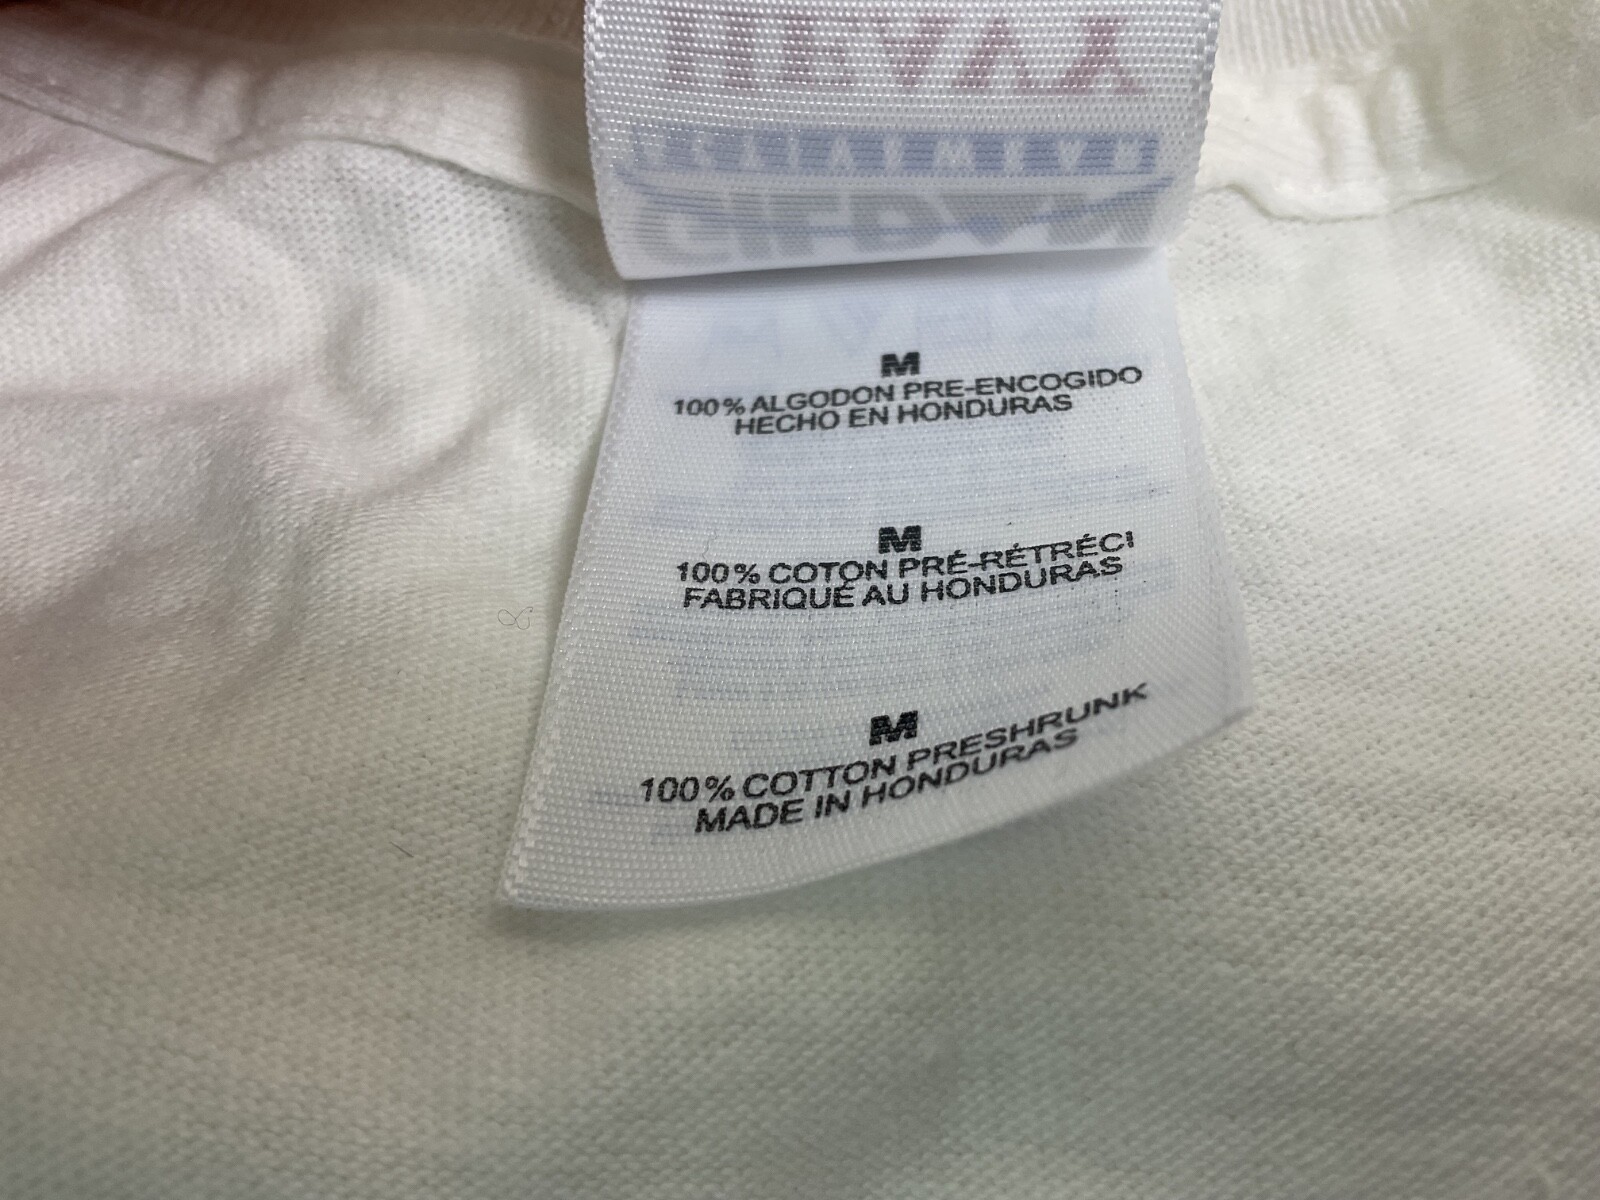 M
100% ALGODON PRE-ENCOGIDO
HECHO EN HONDURAS
M
100% COTON PRÉ-RÉTRÉCI
FABRIQUÉ AU HONDURAS
M
100% COTTON PRESHRUNK
MADE IN HONDURAS